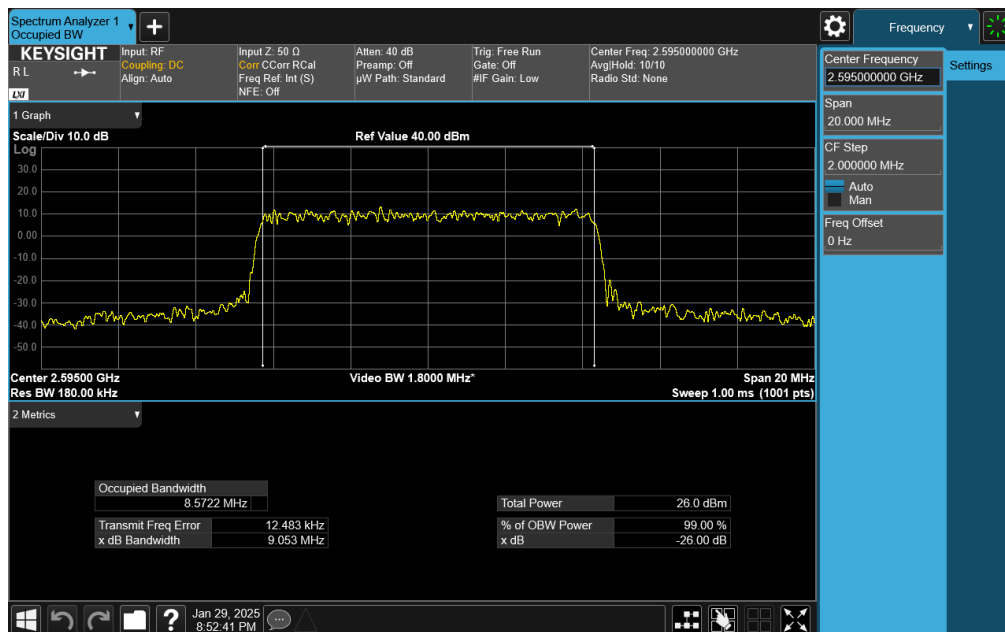 Spectrum Analyzer 1
Occupied BW
Frequency
KEYSIGHT
R L
LXI
Input: RF
Coupling: DC
Align: Auto
Input Z: 50 Ω
Corr CCorr RCal
Freq Ref: Int (S)
NFE: Off
Atten: 40 dB
Preamp: Off
µW Path: Standard
Trig: Free Run
Gate: Off
#IF Gain: Low
Center Freq: 2.595000000 GHz
Avg|Hold: 10/10
Radio Std: None
Center Frequency
2.595000000 GHz
Settings
Span
20.000 MHz
CF Step
2.000000 MHz
Auto
Man
Freq Offset
0 Hz
1 Graph
Scale/Div 10.0 dB
Ref Value 40.00 dBm
Log
30.0
20.0
10.0
0.00
-10.0
-20.0
-30.0
-40.0
-50.0
Center 2.59500 GHz
Video BW 1.8000 MHz*
Span 20 MHz
Res BW 180.00 kHz
Sweep 1.00 ms (1001 pts)
2 Metrics
Occupied Bandwidth
8.5722 MHz
Total Power 26.0 dBm
Transmit Freq Error 12.483 kHz
% of OBW Power 99.00 %
x dB Bandwidth 9.053 MHz
x dB -26.00 dB
?
Jan 29, 2025
8:52:41 PM